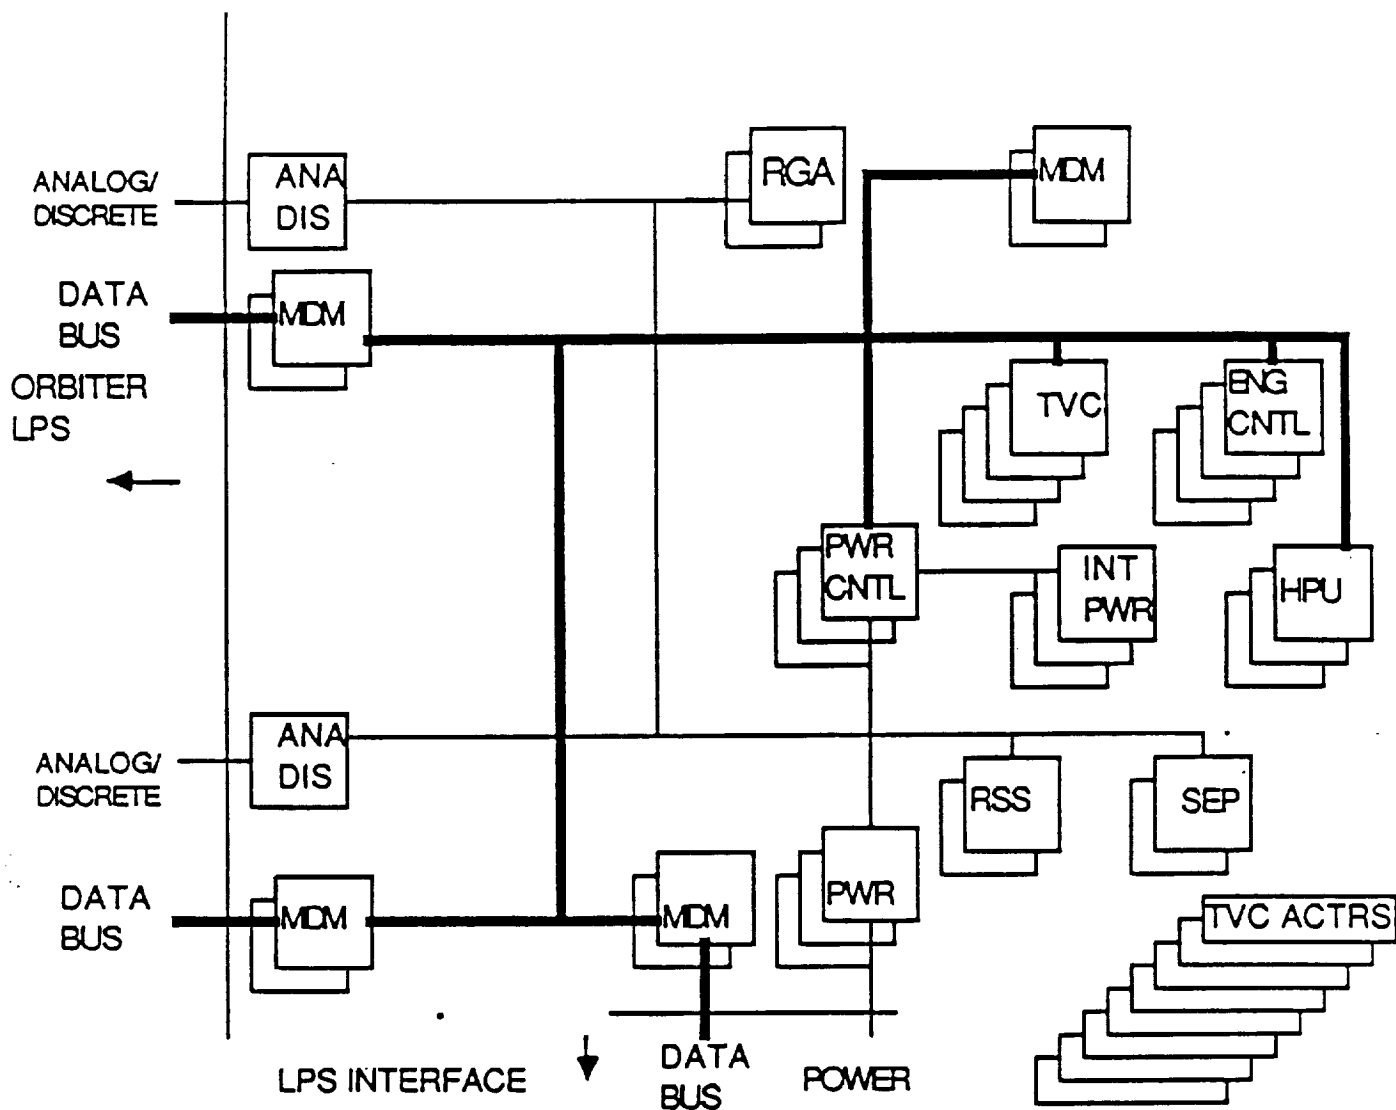 ANALOG/
DISCRETE
ANA
DIS
RGA
MDM
DATA
BUS
MDM
ORBITER
LPS
TVC
ENG
CNTL
PWR
CNTL
INT
PWR
HPU
ANALOG/
DISCRETE
ANA
DIS
RSS
SEP
DATA
BUS
MDM
MDM
PWR
TVC ACTRS
LPS INTERFACE
DATA
BUS
POWER